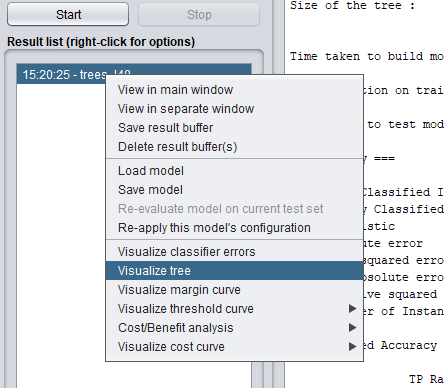 Start
Stop
Size of the tree :
Result list (right-click for options)
Time taken to build mo
15:20:25 - trees.J48
tion on trai
View in main window
View in separate window
Save result buffer
to test mod
Delete result buffer(s)
===
Load model
Save model
Classified I
Re-evaluate model on current test set
Classified
Re-apply this model's configuration
istic
ute error
Visualize classifier errors
squared erro
Visualize tree
solute erro
Visualize margin curve
ive squared
Visualize threshold curve
er of Instan
Cost/Benefit analysis
Visualize cost curve
ed Accuracy
TP Ra